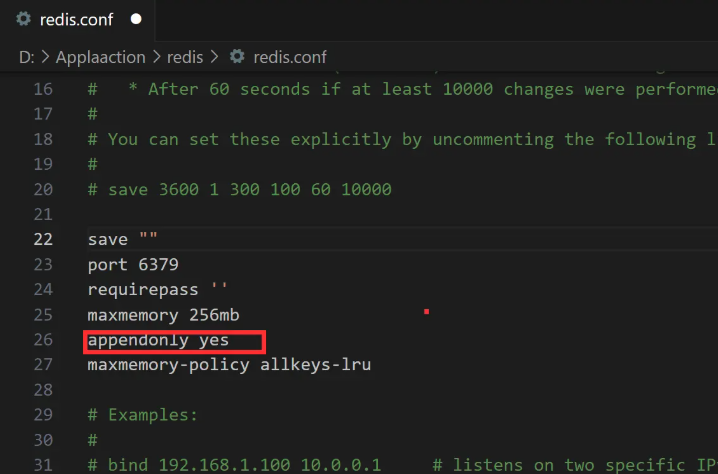 redis.conf
D: > Applaaction > redis > redis.conf
16 #   * After 60 seconds if at least 10000 changes were performed
17 #
18 # You can set these explicitly by uncommenting the following l
19 #
20 # save 3600 1 300 100 60 10000
21
22 save ""
23 port 6379
24 requirepass ''
25 maxmemory 256mb
26 appendonly yes
27 maxmemory-policy allkeys-lru
28
29 # Examples:
30 #
31 # bind 192.168.1.100 10.0.0.1     # listens on two specific IP